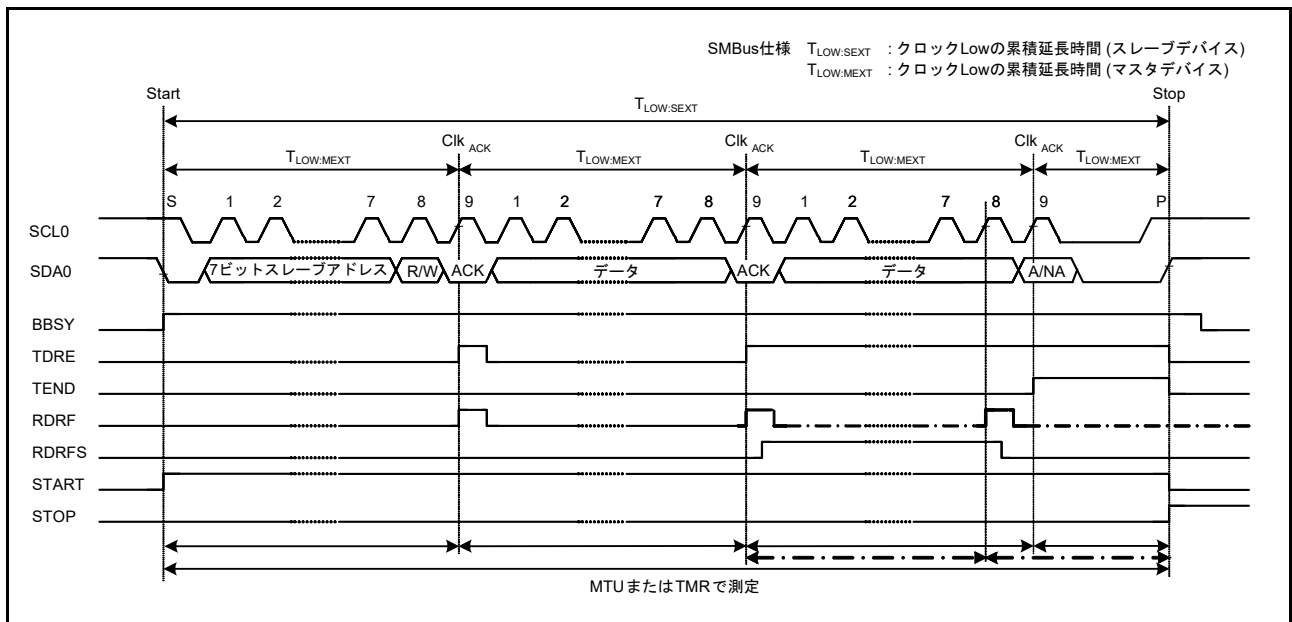 SMBus仕様 TLOW:SEXT : クロックLowの累積延長時間 (スレーブデバイス)
TLOW:MEXT : クロックLowの累積延長時間 (マスタデバイス)
Start Stop
TLOW:SEXT
ClkACK ClkACK ClkACK
TLOW:MEXT TLOW:MEXT TLOW:MEXT TLOW:MEXT
S 1 2 7 8 9 1 2 7 8 9 1 2 7 8 9 P
SCL0
SDA0 7ビットスレーブアドレス R/W ACK データ ACK データ A/NA
BBSY
TDRE
TEND
RDRF
RDRFS
START
STOP
MTUまたはTMRで測定